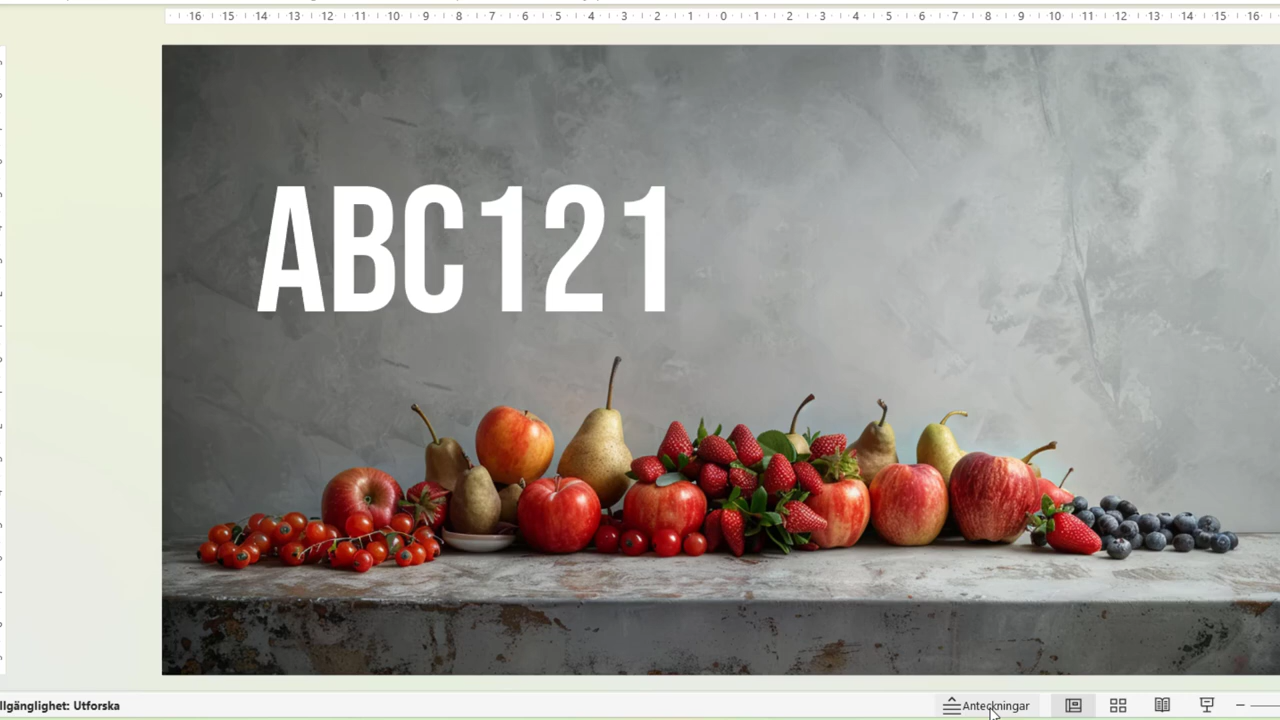 16 15 14 13 12 11 10 9 8 7 6 5 4 3 2 1 0 1 2 3 4 5 6 7 8 9 10 11 12 13 14 15 16
ABC121
llgänglighet: Utforska Anteckningar